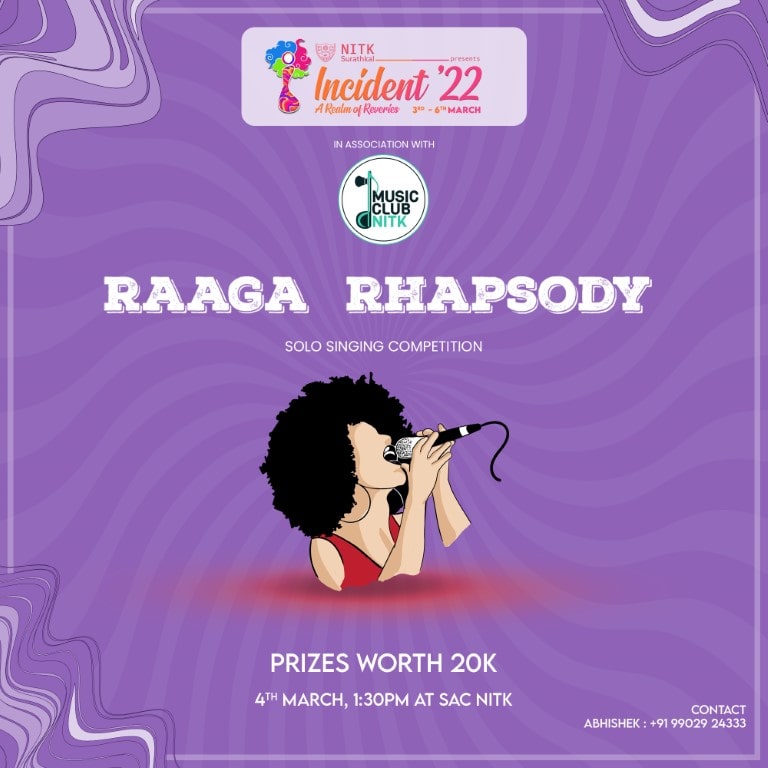 NITK
Surathkal
presents
Incident '22
A Realm of Reveries 3RD - 6TH MARCH
IN ASSOCIATION WITH
MUSIC
CLUB
NITK
RAAGA RHAPSODY
SOLO SINGING COMPETITION
PRIZES WORTH 20K
4TH MARCH, 1:30PM AT SAC NITK
CONTACT
ABHISHEK : +91 99029 24333